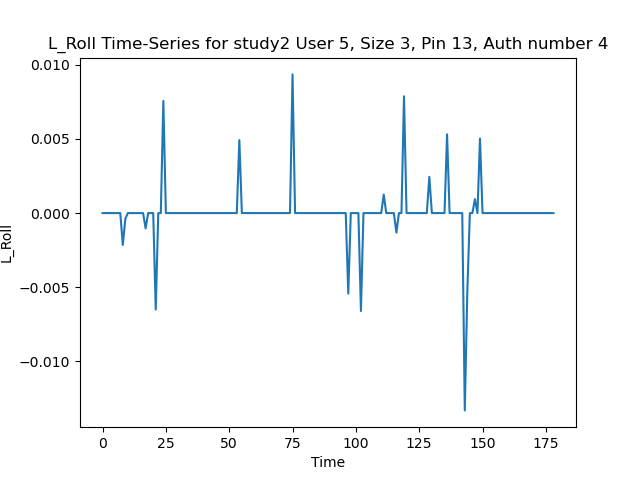 L_Roll Time-Series for study2 User 5, Size 3, Pin 13, Auth number 4
0.010
0.005
0.000
−0.005
−0.010
L_Roll
0 25 50 75 100 125 150 175
Time